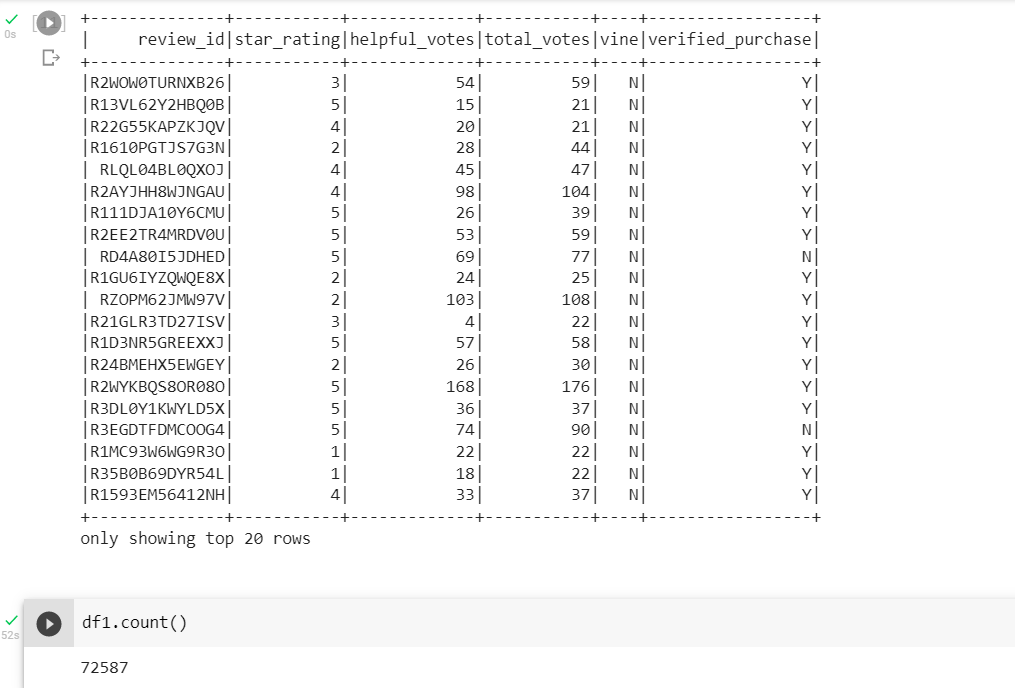 0s
+--------------+-----------+-------------+-----------+----+-----------------+
|     review_id|star_rating|helpful_votes|total_votes|vine|verified_purchase|
+--------------+-----------+-------------+-----------+----+-----------------+
|R2WOW0TURNXB26|          3|           54|         59|   N|                Y|
|R13VL62Y2HBQ0B|          5|           15|         21|   N|                Y|
|R22G55KAPZKJQV|          4|           20|         21|   N|                Y|
|R1610PGTJS7G3N|          2|           28|         44|   N|                Y|
| RLQL04BL0QXOJ|          4|           45|         47|   N|                Y|
|R2AYJHH8WJNGAU|          4|           98|        104|   N|                Y|
|R111DJA10Y6CMU|          5|           26|         39|   N|                Y|
|R2EE2TR4MRDV0U|          5|           53|         59|   N|                Y|
| RD4A80I5JDHED|          5|           69|         77|   N|                N|
|R1GU6IYZQWQE8X|          2|           24|         25|   N|                Y|
| RZOPM62JMW97V|          2|          103|        108|   N|                Y|
|R21GLR3TD27ISV|          3|            4|         22|   N|                Y|
|R1D3NR5GREEXXJ|          5|           57|         58|   N|                Y|
|R24BMEHX5EWGEY|          2|           26|         30|   N|                Y|
|R2WYKBQS8OR08O|          5|          168|        176|   N|                Y|
|R3DL0Y1KWYLD5X|          5|           36|         37|   N|                Y|
|R3EGDTFDMCOOG4|          5|           74|         90|   N|                N|
|R1MC93W6WG9R3O|          1|           22|         22|   N|                Y|
|R35B0B69DYR54L|          1|           18|         22|   N|                Y|
|R1593EM56412NH|          4|           33|         37|   N|                Y|
+--------------+-----------+-------------+-----------+----+-----------------+
only showing top 20 rows
52s
df1.count()
72587